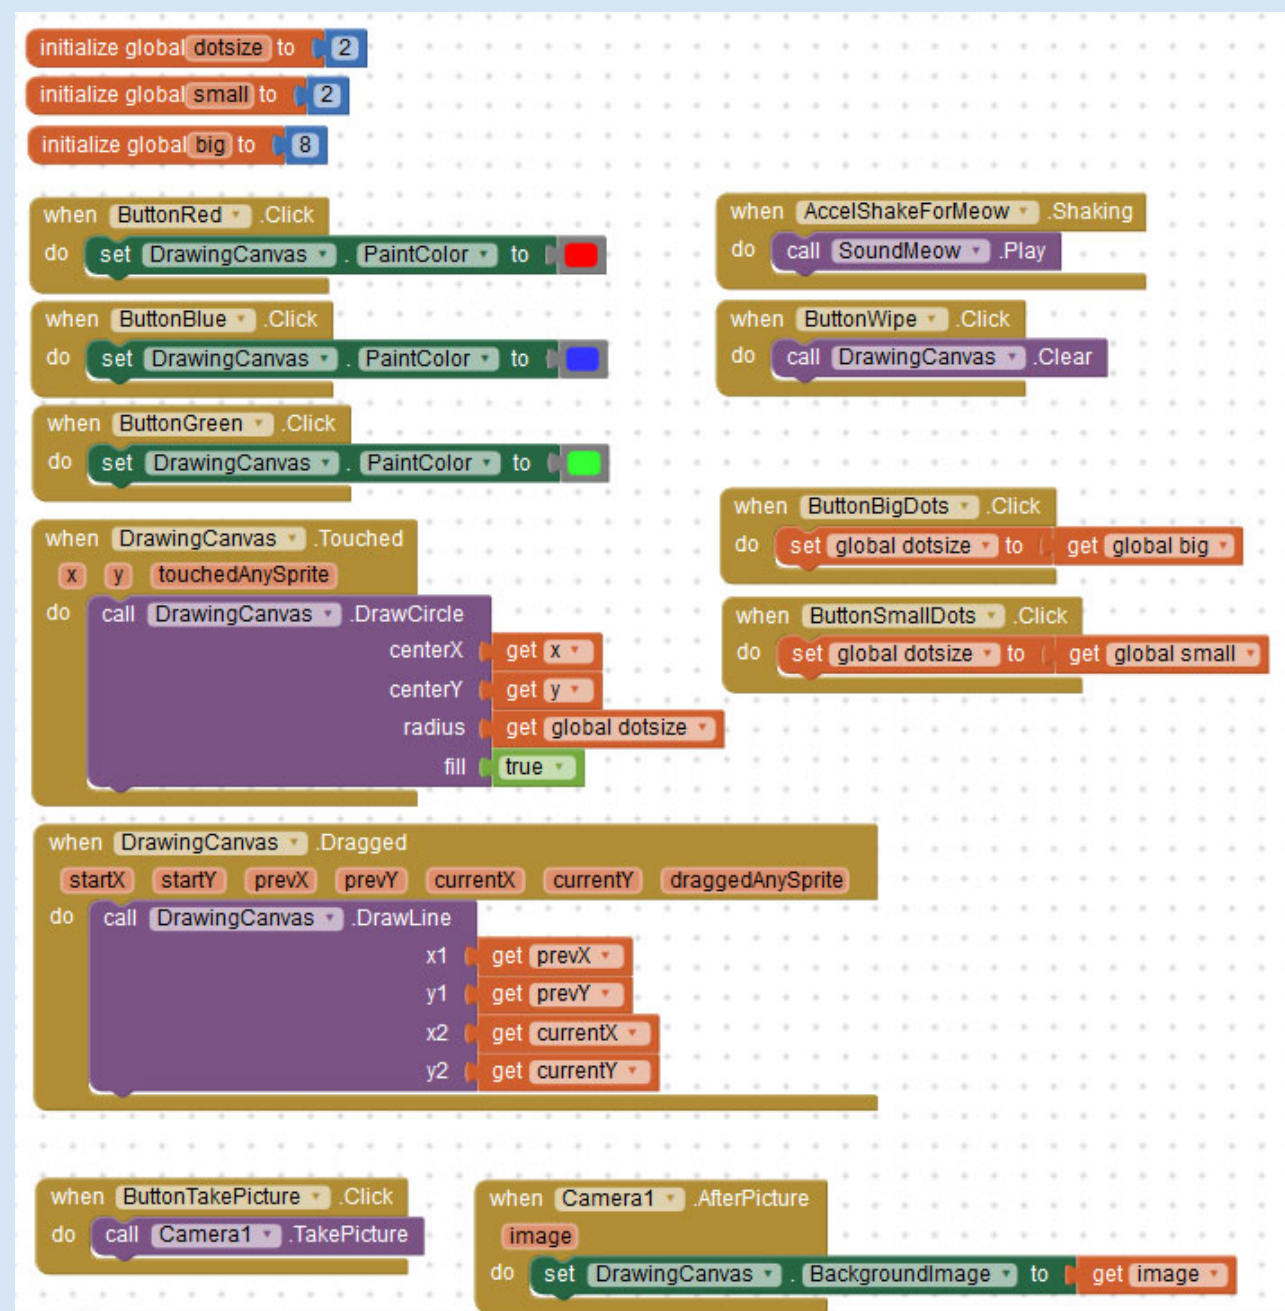 initialize global dotsize to 2
initialize global small to 2
initialize global big to 8
when ButtonRed .Click
do set DrawingCanvas . PaintColor to
when ButtonBlue .Click
do set DrawingCanvas . PaintColor to
when ButtonGreen .Click
do set DrawingCanvas . PaintColor to
when DrawingCanvas .Touched
x y touchedAnySprite
do call DrawingCanvas .DrawCircle
centerX get x
centerY get y
radius get global dotsize
fill true
when AccelShakeForMeow .Shaking
do call SoundMeow .Play
when ButtonWipe .Click
do call DrawingCanvas .Clear
when ButtonBigDots .Click
do set global dotsize to get global big
when ButtonSmallDots .Click
do set global dotsize to get global small
when DrawingCanvas .Dragged
startX startY prevX prevY currentX currentY draggedAnySprite
do call DrawingCanvas .DrawLine
x1 get prevX
y1 get prevY
x2 get currentX
y2 get currentY
when ButtonTakePicture .Click
do call Camera1 .TakePicture
when Camera1 .AfterPicture
image
do set DrawingCanvas . BackgroundImage to get image